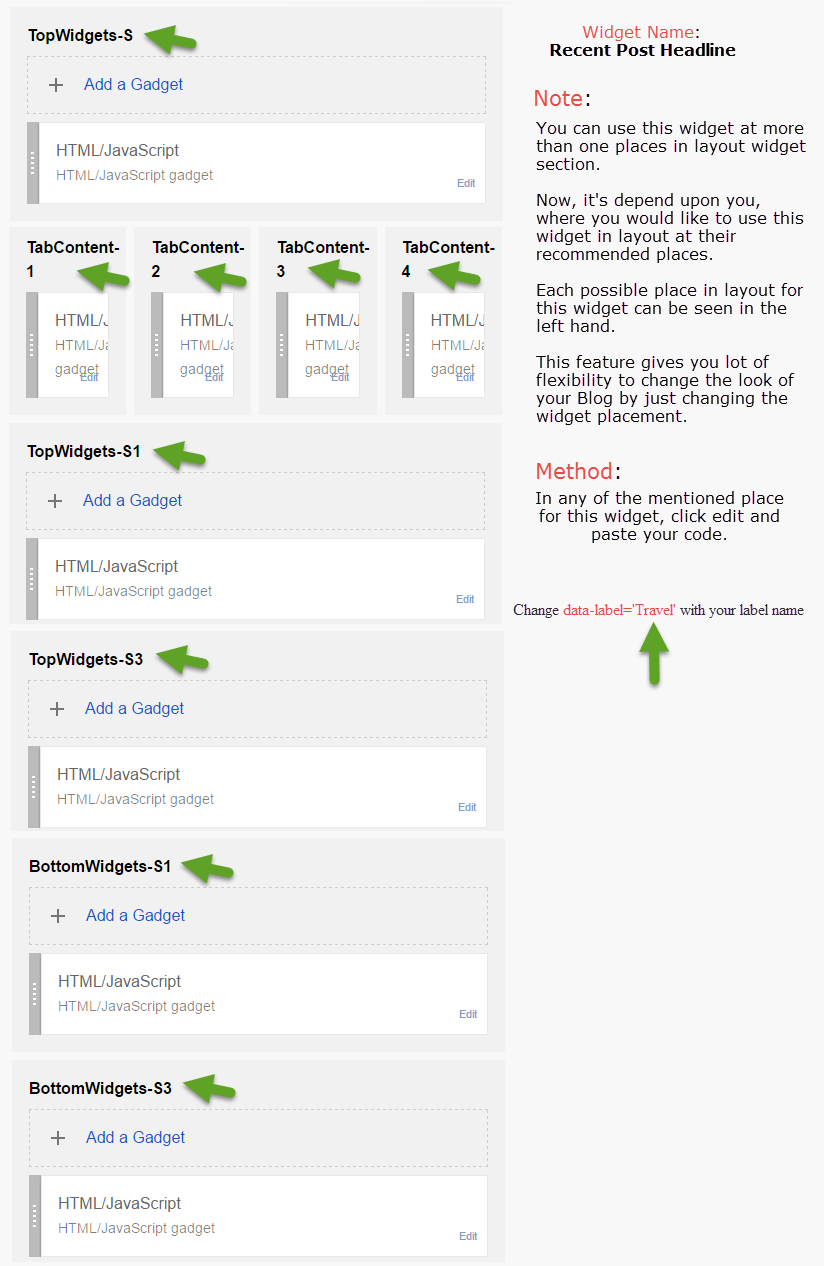 TopWidgets-S
Add a Gadget
HTML/JavaScript
HTML/JavaScript gadget
Edit
TabContent-
1
HTML/J
HTML/Ja
gadget
Edit
TabContent-
2
HTML/J
HTML/Ja
gadget
Edit
TabContent-
3
HTML/J
HTML/Ja
gadget
Edit
TabContent-
4
HTML/J
HTML/Ja
gadget
Edit
TopWidgets-S1
Add a Gadget
HTML/JavaScript
HTML/JavaScript gadget
Edit
TopWidgets-S3
Add a Gadget
HTML/JavaScript
HTML/JavaScript gadget
Edit
BottomWidgets-S1
Add a Gadget
HTML/JavaScript
HTML/JavaScript gadget
Edit
BottomWidgets-S3
Add a Gadget
HTML/JavaScript
HTML/JavaScript gadget
Edit
Widget Name:
Recent Post Headline
Note:
You can use this widget at more
than one places in layout widget
section.
Now, it's depend upon you,
where you would like to use this
widget in layout at their
recommended places.
Each possible place in layout for
this widget can be seen in the
left hand.
This feature gives you lot of
flexibility to change the look of
your Blog by just changing the
widget placement.
Method:
In any of the mentioned place
for this widget, click edit and
paste your code.
Change data-label='Travel' with your label name